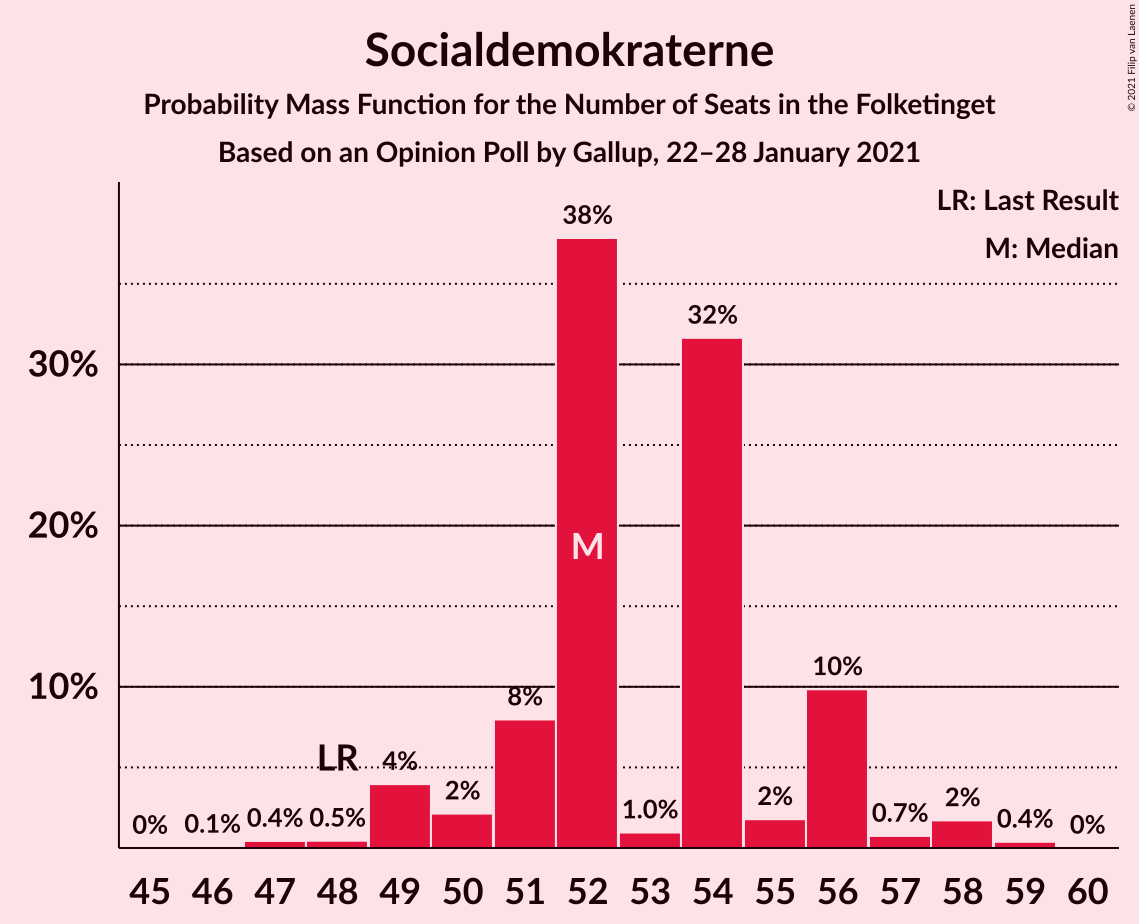 Socialdemokraterne
Probability Mass Function for the Number of Seats in the Folketinget
Based on an Opinion Poll by Gallup, 22–28 January 2021
© 2021 Filip van Laenen
LR: Last Result
M: Median
38%
32%
30%
20%
M
10%
10%
8%
LR
4%
2%
0%
0.1%
0.4%
0.5%
1.0%
2%
0.7%
2%
0.4%
0%
45 46 47 48 49 50 51 52 53 54 55 56 57 58 59 60